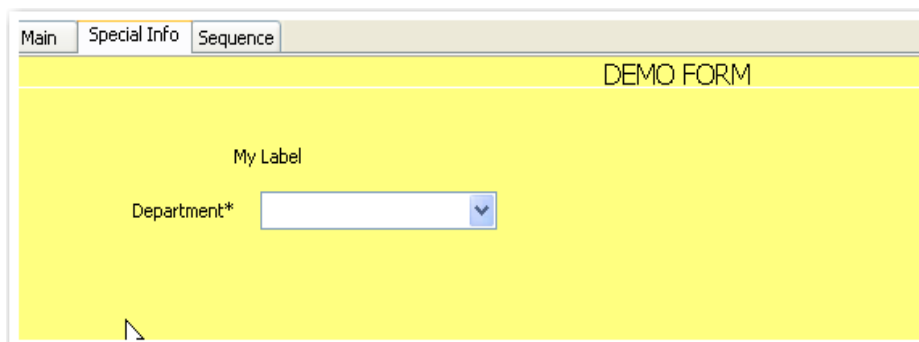 Main Special Info Sequence
DEMO FORM
My Label
Department*